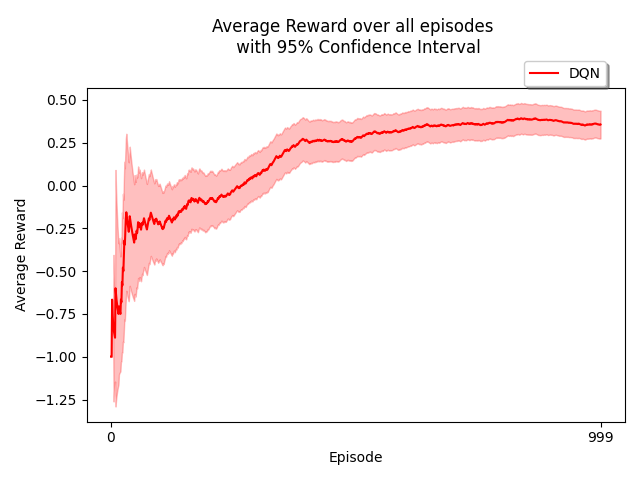 Average Reward over all episodes
with 95% Confidence Interval
DQN
0.50
0.25
0.00
−0.25
−0.50
−0.75
−1.00
−1.25
Average Reward
0
999
Episode